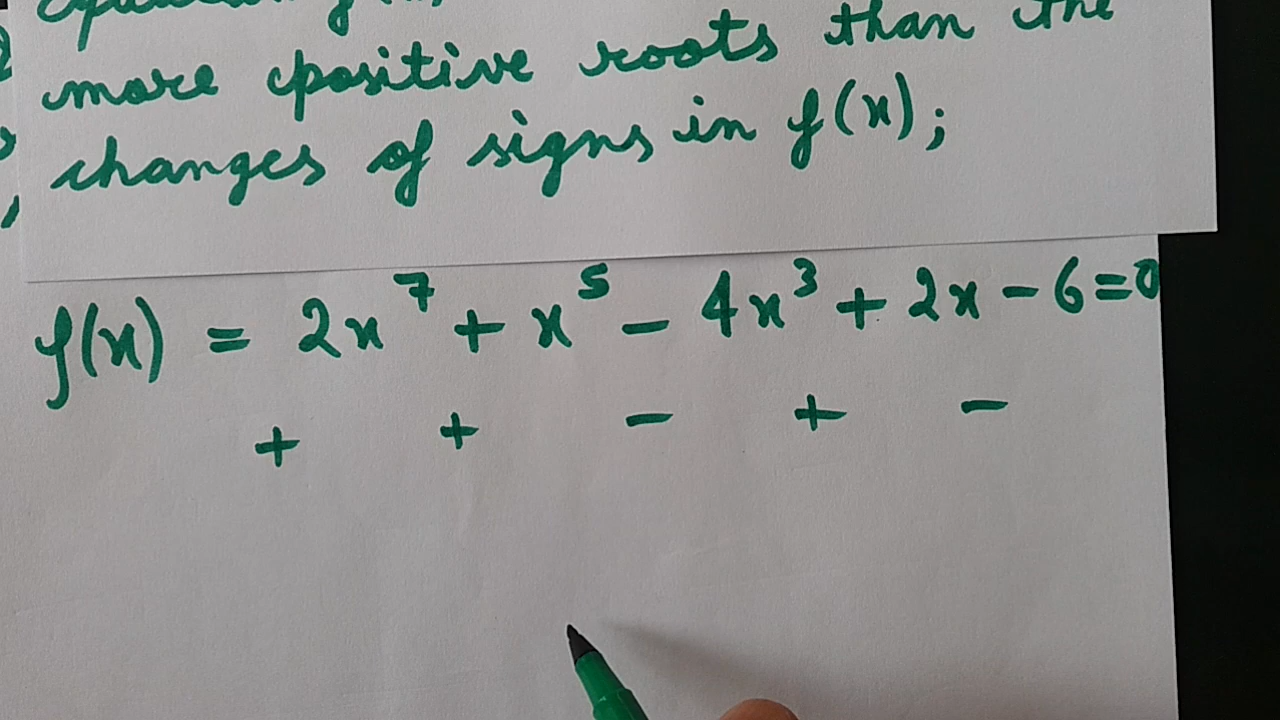 more positive roots than the
changes of signs in f(x);
f(x) = 2x⁷ + x⁵ - 4x³ + 2x - 6 = 0
+ + - + -